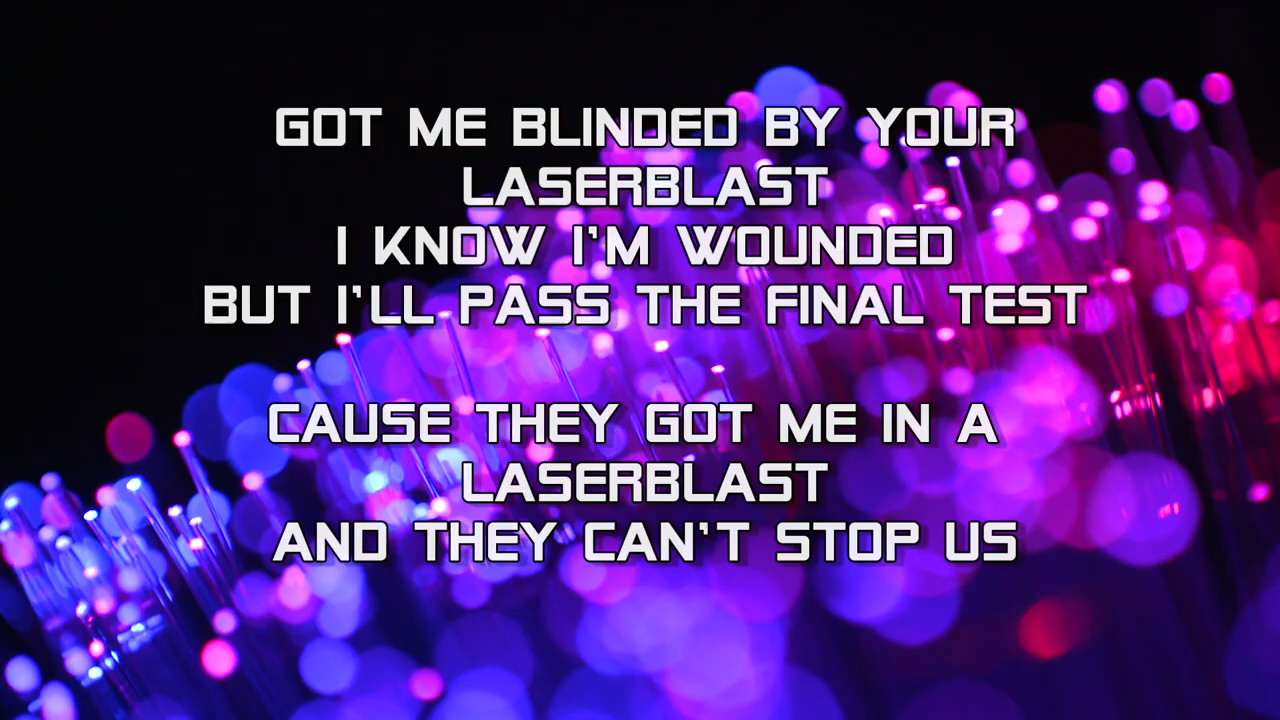 GOT ME BLINDED BY YOUR
LASERBLAST
I KNOW I'M WOUNDED
BUT I'LL PASS THE FINAL TEST
CAUSE THEY GOT ME IN A
LASERBLAST
AND THEY CAN'T STOP US